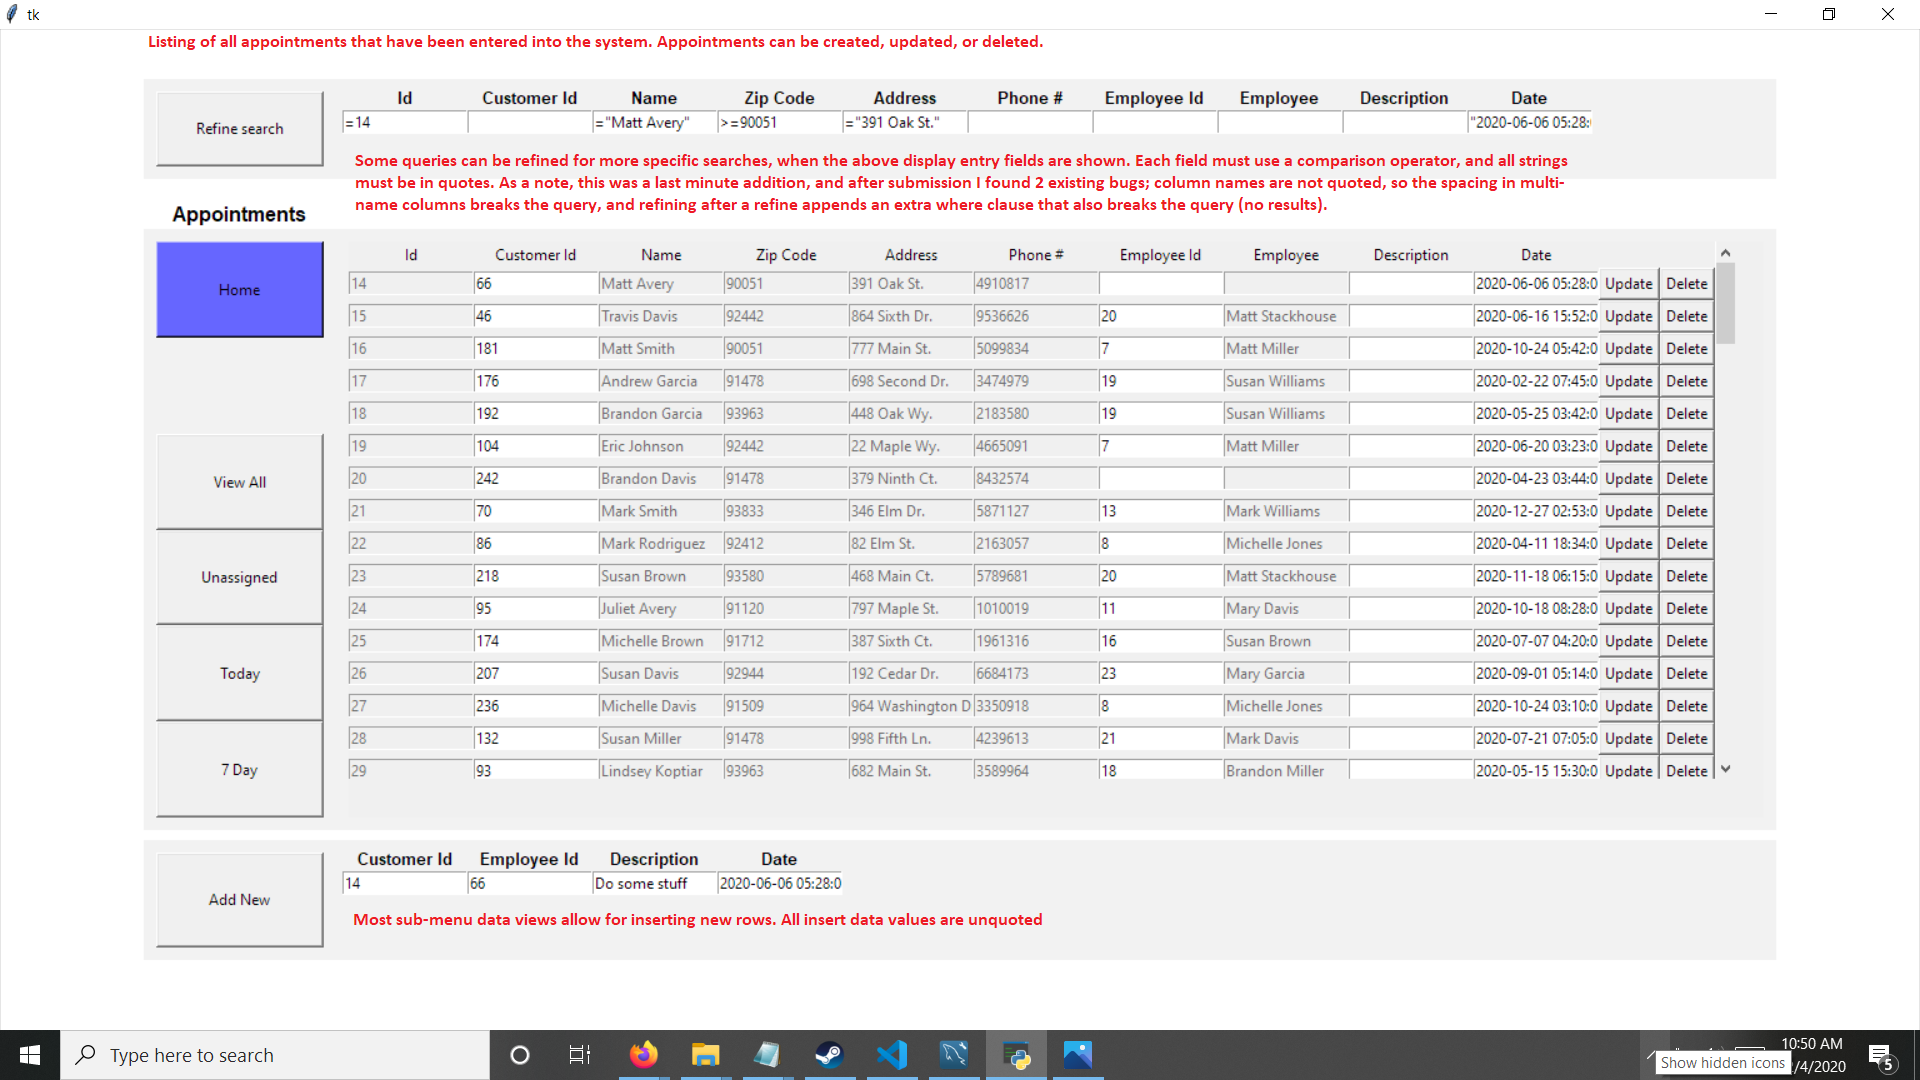 tk
Listing of all appointments that have been entered into the system. Appointments can be created, updated, or deleted.
Refine search
Id Customer Id Name Zip Code Address Phone # Employee Id Employee Description Date
=14 ="Matt Avery" >=90051 ="391 Oak St." "2020-06-06 05:28:
Some queries can be refined for more specific searches, when the above display entry fields are shown. Each field must use a comparison operator, and all strings
must be in quotes. As a note, this was a last minute addition, and after submission I found 2 existing bugs; column names are not quoted, so the spacing in multi-
name columns breaks the query, and refining after a refine appends an extra where clause that also breaks the query (no results).
Appointments
Home
View All
Unassigned
Today
7 Day
Id Customer Id Name Zip Code Address Phone # Employee Id Employee Description Date
14 66 Matt Avery 90051 391 Oak St. 4910817 2020-06-06 05:28:0 Update Delete
15 46 Travis Davis 92442 864 Sixth Dr. 9536626 20 Matt Stackhouse 2020-06-16 15:52:0 Update Delete
16 181 Matt Smith 90051 777 Main St. 5099834 7 Matt Miller 2020-10-24 05:42:0 Update Delete
17 176 Andrew Garcia 91478 698 Second Dr. 3474979 19 Susan Williams 2020-02-22 07:45:0 Update Delete
18 192 Brandon Garcia 93963 448 Oak Wy. 2183580 19 Susan Williams 2020-05-25 03:42:0 Update Delete
19 104 Eric Johnson 92442 22 Maple Wy. 4665091 7 Matt Miller 2020-06-20 03:23:0 Update Delete
20 242 Brandon Davis 91478 379 Ninth Ct. 8432574 2020-04-23 03:44:0 Update Delete
21 70 Mark Smith 93833 346 Elm Dr. 5871127 13 Mark Williams 2020-12-27 02:53:0 Update Delete
22 86 Mark Rodriguez 92412 82 Elm St. 2163057 8 Michelle Jones 2020-04-11 18:34:0 Update Delete
23 218 Susan Brown 93580 468 Main Ct. 5789681 20 Matt Stackhouse 2020-11-18 06:15:0 Update Delete
24 95 Juliet Avery 91120 797 Maple St. 1010019 11 Mary Davis 2020-10-18 08:28:0 Update Delete
25 174 Michelle Brown 91712 387 Sixth Ct. 1961316 16 Susan Brown 2020-07-07 04:20:0 Update Delete
26 207 Susan Davis 92944 192 Cedar Dr. 6684173 23 Mary Garcia 2020-09-01 05:14:0 Update Delete
27 236 Michelle Davis 91509 964 Washington D 3350918 8 Michelle Jones 2020-10-24 03:10:0 Update Delete
28 132 Susan Miller 91478 998 Fifth Ln. 4239613 21 Mark Davis 2020-07-21 07:05:0 Update Delete
29 93 Lindsey Koptiar 93963 682 Main St. 3589964 18 Brandon Miller 2020-05-15 15:30:0 Update Delete
Add New
Customer Id Employee Id Description Date
14 66 Do some stuff 2020-06-06 05:28:0
Most sub-menu data views allow for inserting new rows. All insert data values are unquoted
Type here to search
10:50 AM
/4/2020
Show hidden icons
5